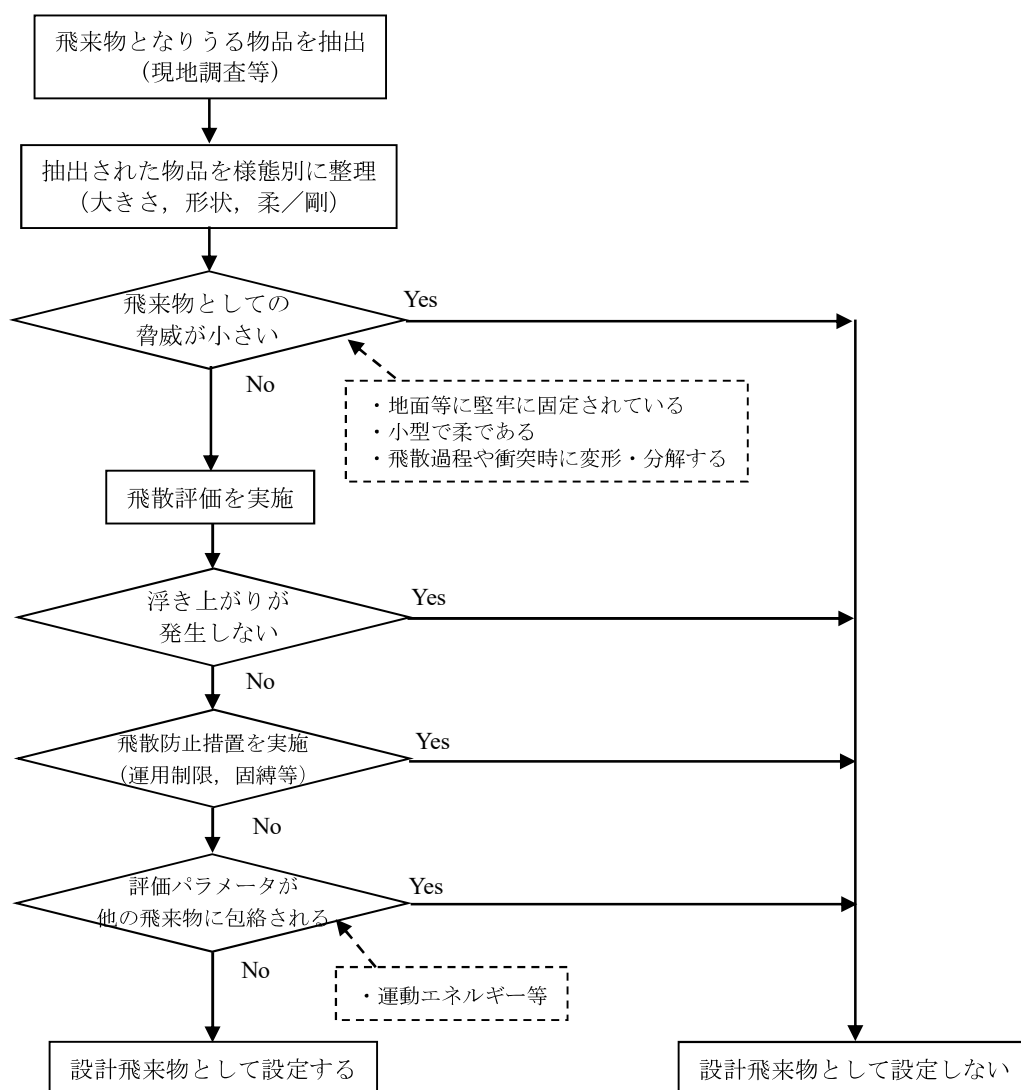 飛来物となりうる物品を抽出
（現地調査等）
抽出された物品を様態別に整理
（大きさ，形状，柔／剛）
飛来物としての
脅威が小さい
Yes
No
・地面等に堅牢に固定されている
・小型で柔である
・飛散過程や衝突時に変形・分解する
飛散評価を実施
浮き上がりが
発生しない
Yes
No
飛散防止措置を実施
（運用制限，固縛等）
Yes
No
評価パラメータが
他の飛来物に包絡される
Yes
No
・運動エネルギー等
設計飛来物として設定する
設計飛来物として設定しない